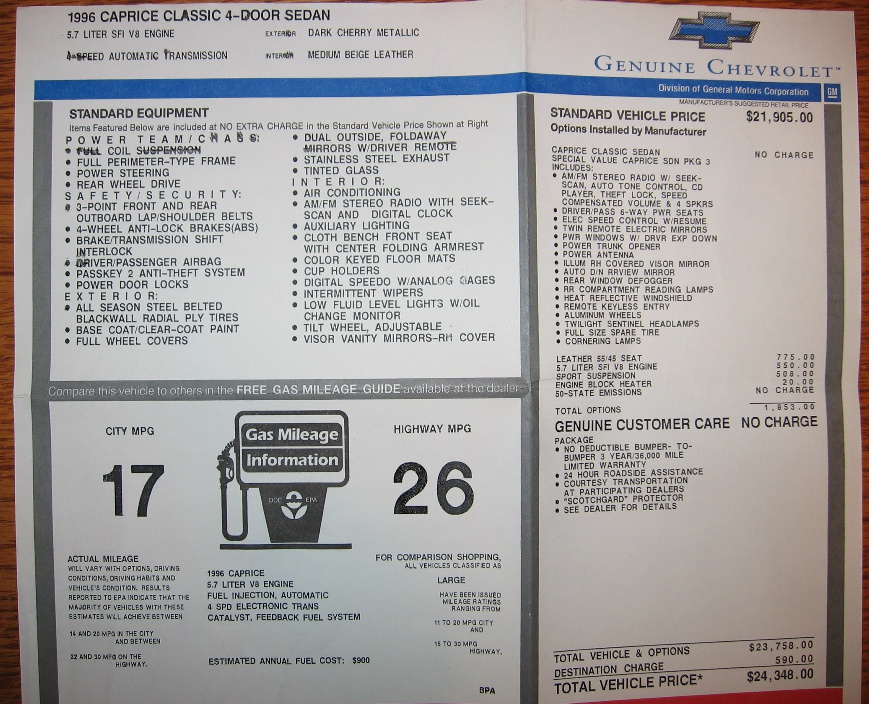 1996 CAPRICE CLASSIC 4-DOOR SEDAN
5.7 LITER SFI V8 ENGINE EXTERIOR DARK CHERRY METALLIC
4-SPEED AUTOMATIC TRANSMISSION INTERIOR MEDIUM BEIGE LEATHER
GENUINE CHEVROLET™
Division of General Motors Corporation GM
STANDARD EQUIPMENT
Items Featured Below are included at NO EXTRA CHARGE in the Standard Vehicle Price Shown at Right
POWER TEAM/CHASS:
• FULL COIL SUSPENSION
• FULL PERIMETER-TYPE FRAME
• POWER STEERING
• REAR WHEEL DRIVE
SAFETY/SECURITY:
• 3-POINT FRONT AND REAR
OUTBOARD LAP/SHOULDER BELTS
• 4-WHEEL ANTI-LOCK BRAKES(ABS)
• BRAKE/TRANSMISSION SHIFT
INTERLOCK
• DRIVER/PASSENGER AIRBAG
• PASSKEY 2 ANTI-THEFT SYSTEM
• POWER DOOR LOCKS
EXTERIOR:
• ALL SEASON STEEL BELTED
BLACKWALL RADIAL PLY TIRES
• BASE COAT/CLEAR-COAT PAINT
• FULL WHEEL COVERS
• DUAL OUTSIDE, FOLDAWAY
MIRRORS W/DRIVER REMOTE
• STAINLESS STEEL EXHAUST
• TINTED GLASS
INTERIOR:
• AIR CONDITIONING
• AM/FM STEREO RADIO WITH SEEK-
SCAN AND DIGITAL CLOCK
• AUXILIARY LIGHTING
• CLOTH BENCH FRONT SEAT
WITH CENTER FOLDING ARMREST
• COLOR KEYED FLOOR MATS
• CUP HOLDERS
• DIGITAL SPEEDO W/ANALOG GAGES
• INTERMITTENT WIPERS
• LOW FLUID LEVEL LIGHTS W/OIL
CHANGE MONITOR
• TILT WHEEL, ADJUSTABLE
• VISOR VANITY MIRRORS-RH COVER
Compare this vehicle to others in the FREE GAS MILEAGE GUIDE available at the dealer.
CITY MPG
17
Gas Mileage
Information
DOE EPA
HIGHWAY MPG
26
ACTUAL MILEAGE
WILL VARY WITH OPTIONS, DRIVING
CONDITIONS, DRIVING HABITS AND
VEHICLE'S CONDITION. RESULTS
REPORTED TO EPA INDICATE THAT THE
MAJORITY OF VEHICLES WITH THESE
ESTIMATES WILL ACHIEVE BETWEEN
14 AND 20 MPG IN THE CITY
AND BETWEEN
22 AND 30 MPG ON THE
HIGHWAY.
1996 CAPRICE
5.7 LITER V8 ENGINE
FUEL INJECTION, AUTOMATIC
4 SPD ELECTRONIC TRANS
CATALYST, FEEDBACK FUEL SYSTEM
ESTIMATED ANNUAL FUEL COST: $900
FOR COMPARISON SHOPPING,
ALL VEHICLES CLASSIFIED AS
LARGE
HAVE BEEN ISSUED
MILEAGE RATINGS
RANGING FROM
11 TO 20 MPG CITY
AND
15 TO 30 MPG
HIGHWAY.
BPA
MANUFACTURER'S SUGGESTED RETAIL PRICE
STANDARD VEHICLE PRICE $21,905.00
Options Installed by Manufacturer
CAPRICE CLASSIC SEDAN NO CHARGE
SPECIAL VALUE CAPRICE SDN PKG 3
INCLUDES:
• AM/FM STEREO RADIO W/ SEEK-
SCAN, AUTO TONE CONTROL, CD
PLAYER, THEFT LOCK, SPEED
COMPENSATED VOLUME & 4 SPKRS
• DRIVER/PASS 6-WAY PWR SEATS
• ELEC SPEED CONTROL W/RESUME
• TWIN REMOTE ELECTRIC MIRRORS
• PWR WINDOWS W/ DRVR EXP DOWN
• POWER TRUNK OPENER
• POWER ANTENNA
• ILLUM RH COVERED VISOR MIRROR
• AUTO D/N RRVIEW MIRROR
• REAR WINDOW DEFOGGER
• RR COMPARTMENT READING LAMPS
• HEAT REFLECTIVE WINDSHIELD
• REMOTE KEYLESS ENTRY
• ALUMINUM WHEELS
• TWILIGHT SENTINEL HEADLAMPS
• FULL SIZE SPARE TIRE
• CORNERING LAMPS
LEATHER 55/45 SEAT 775.00
5.7 LITER SFI V8 ENGINE 550.00
SPORT SUSPENSION 508.00
ENGINE BLOCK HEATER 20.00
50-STATE EMISSIONS NO CHARGE
TOTAL OPTIONS 1,853.00
GENUINE CUSTOMER CARE NO CHARGE
PACKAGE
• NO DEDUCTIBLE BUMPER- TO-
BUMPER 3 YEAR/36,000 MILE
LIMITED WARRANTY
• 24 HOUR ROADSIDE ASSISTANCE
• COURTESY TRANSPORTATION
AT PARTICIPATING DEALERS
• "SCOTCHGARD" PROTECTOR
• SEE DEALER FOR DETAILS
TOTAL VEHICLE & OPTIONS $23,758.00
DESTINATION CHARGE 590.00
TOTAL VEHICLE PRICE* $24,348.00